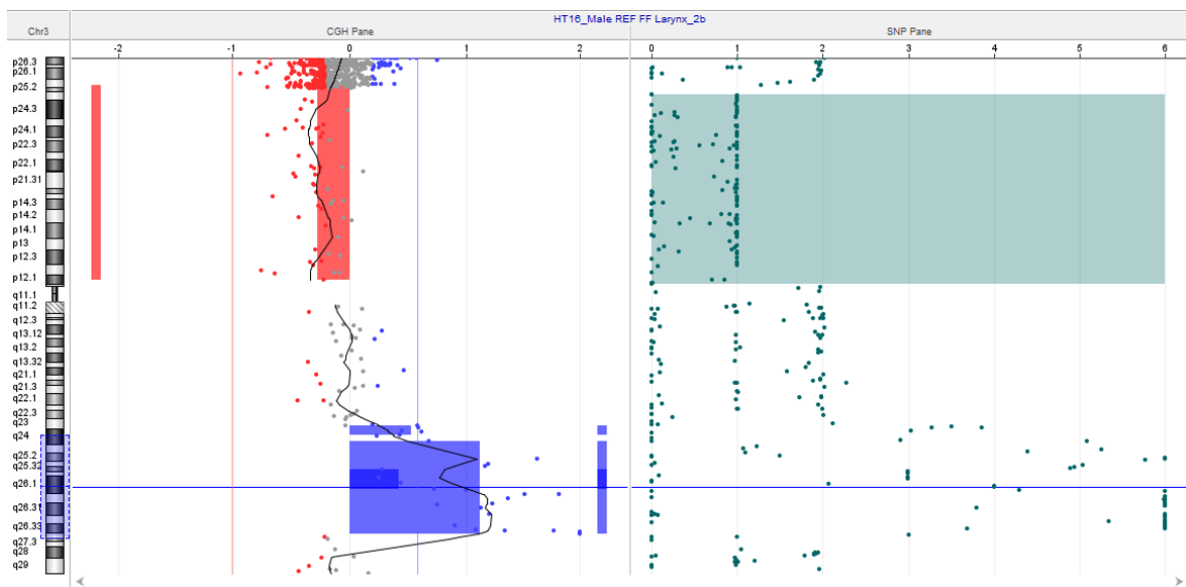 HT16_Male REF FF Larynx_2b
Chr3 CGH Pane SNP Pane
-2 -1 0 1 2 0 1 2 3 4 5 6
p26.3
p26.1
p25.2
p24.3
p24.1
p22.3
p22.1
p21.31
p14.3
p14.2
p14.1
p13
p12.3
p12.1
q11.1
q11.2
q12.3
q13.12
q13.2
q13.32
q21.1
q21.3
q22.1
q22.3
q23
q24
q25.2
q25.32
q26.1
q26.31
q26.33
q27.3
q28
q29